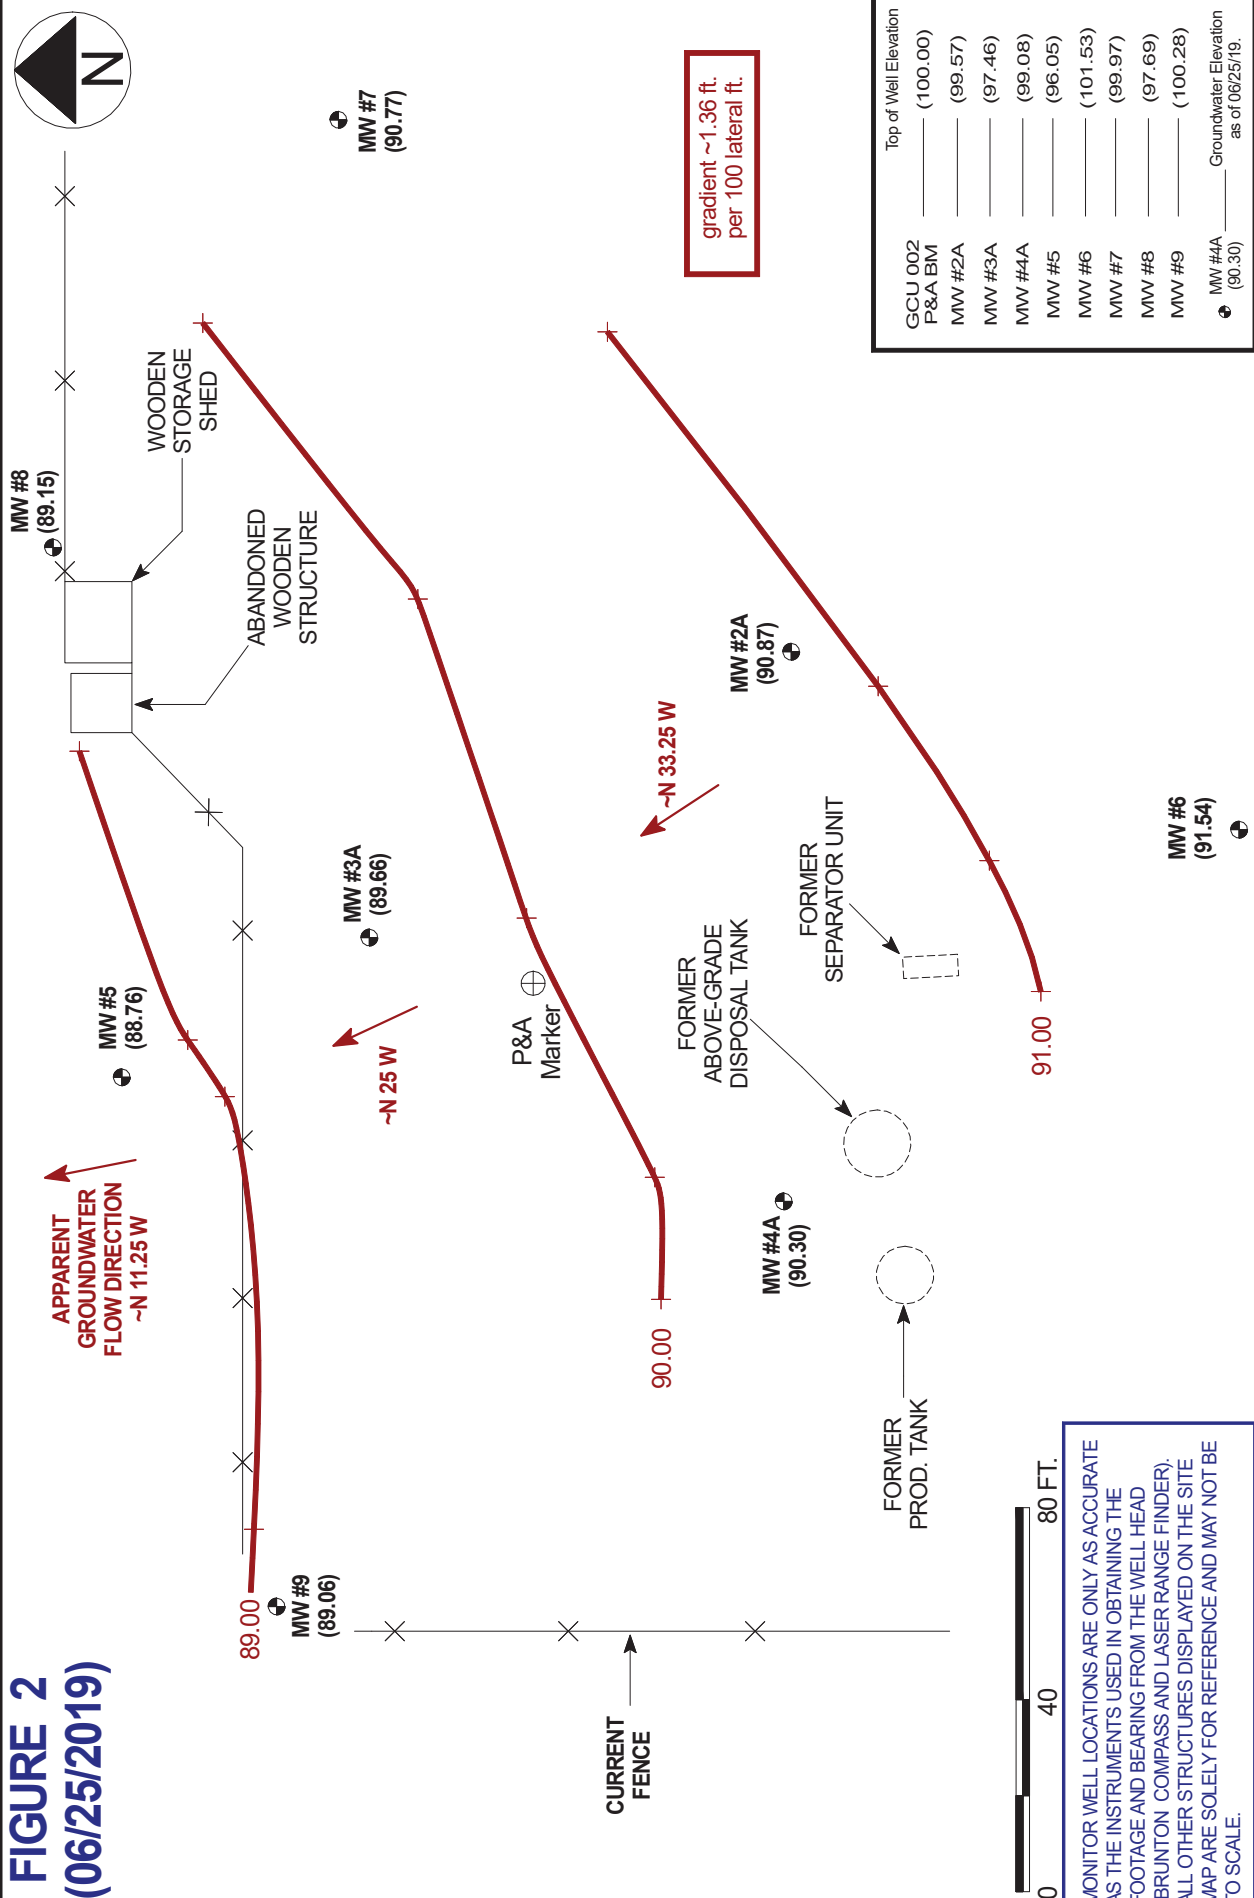 FIGURE 2
(06/25/2019)
N
MW #8
(89.15)
MW #7
(90.77)
WOODEN
STORAGE
SHED
ABANDONED
WOODEN
STRUCTURE
MW #5
(88.76)
APPARENT
GROUNDWATER
FLOW DIRECTION
~N 11.25 W
89.00
MW #9
(89.06)
MW #3A
(89.66)
~N 25 W
P&A
Marker
90.00
~N 33.25 W
MW #2A
(90.87)
gradient ~1.36 ft.
per 100 lateral ft.
CURRENT
FENCE
MW #4A
(90.30)
FORMER
ABOVE-GRADE
DISPOSAL TANK
FORMER
SEPARATOR UNIT
FORMER
PROD. TANK
91.00
MW #6
(91.54)
Top of Well Elevation
GCU 002 (100.00)
P&A BM
MW #2A (99.57)
MW #3A (97.46)
MW #4A (99.08)
MW #5 (96.05)
MW #6 (101.53)
MW #7 (99.97)
MW #8 (97.69)
MW #9 (100.28)
MW #4A Groundwater Elevation
(90.30) as of 06/25/19.
0 40 80 FT.
MONITOR WELL LOCATIONS ARE ONLY AS ACCURATE
AS THE INSTRUMENTS USED IN OBTAINING THE
FOOTAGE AND BEARING FROM THE WELL HEAD
(BRUNTON COMPASS AND LASER RANGE FINDER).
ALL OTHER STRUCTURES DISPLAYED ON THE SITE
MAP ARE SOLELY FOR REFERENCE AND MAY NOT BE
TO SCALE.